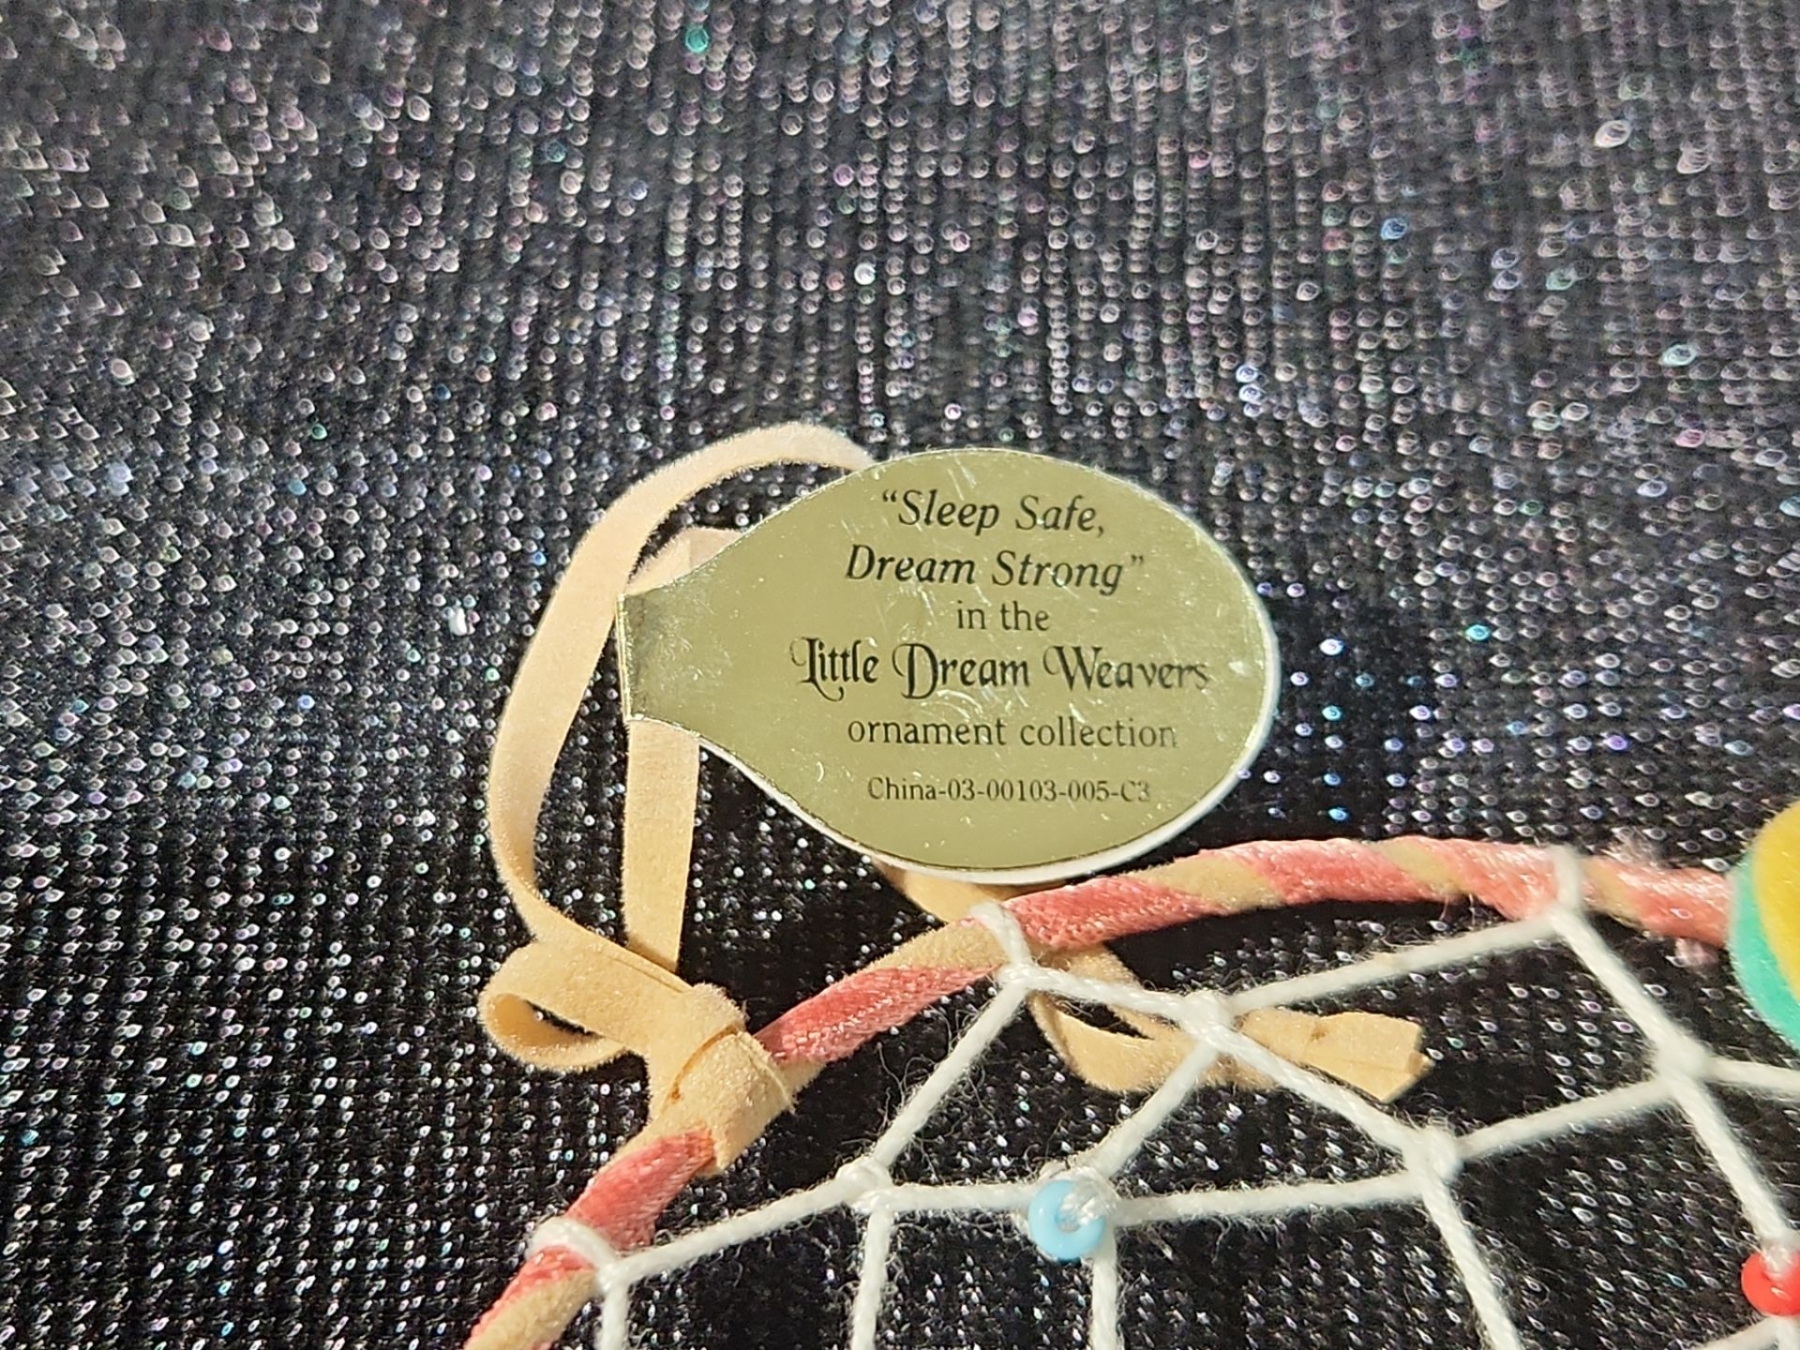 “Sleep Safe,
Dream Strong”
in the
Little Dream Weavers
ornament collection
China-03-00103-005-C3